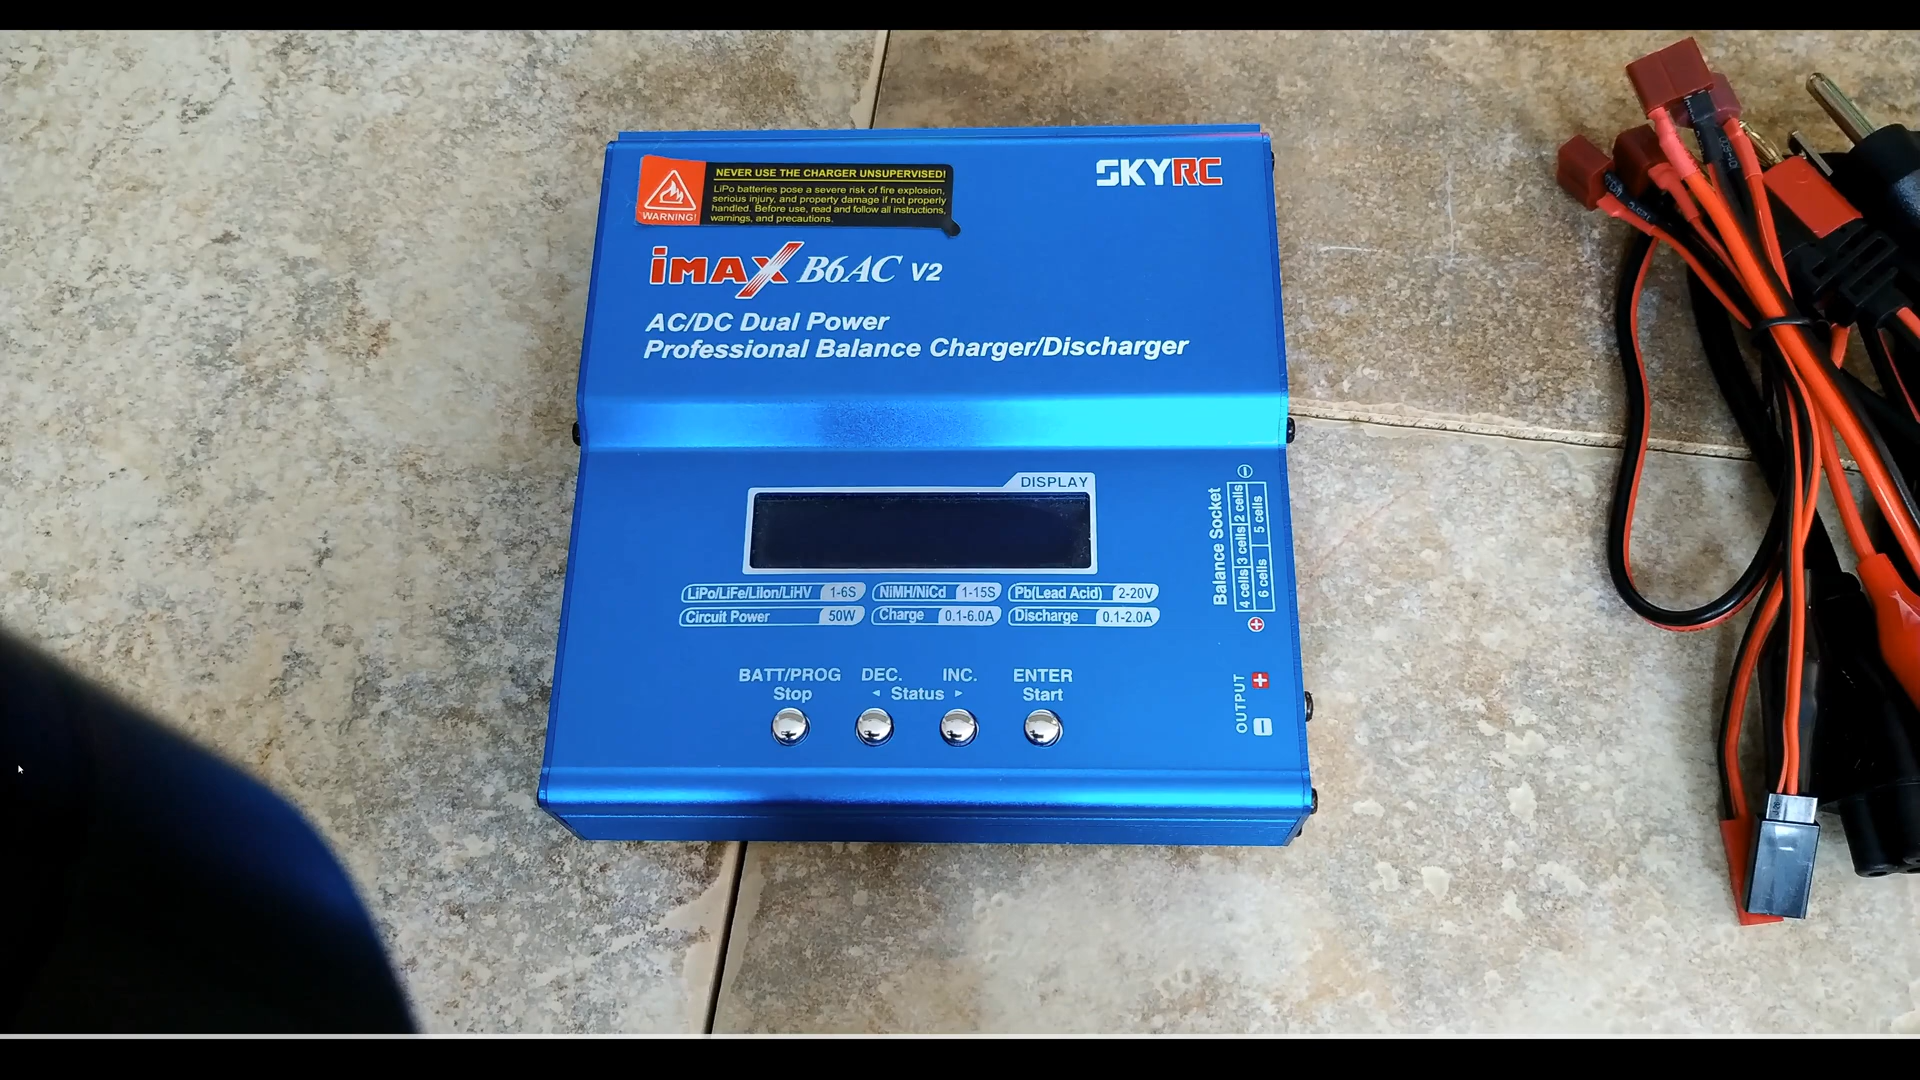 NEVER USE THE CHARGER UNSUPERVISED!
LiPo batteries pose a severe risk of fire explosion,
serious injury, and property damage if not properly
handled. Before use, read and follow all instructions,
warnings, and precautions.
WARNING!
SKYRC
iMAX B6AC V2
AC/DC Dual Power
Professional Balance Charger/Discharger
DISPLAY
LiPo/LiFe/LiIon/LiHV 1-6S
NiMH/NiCd 1-15S
Pb(Lead Acid) 2-20V
Circuit Power 50W
Charge 0.1-6.0A
Discharge 0.1-2.0A
Balance Socket
4 cells 3 cells 2 cells
6 cells 5 cells
BATT/PROG
Stop
DEC. INC.
◄ Status ►
ENTER
Start
OUTPUT